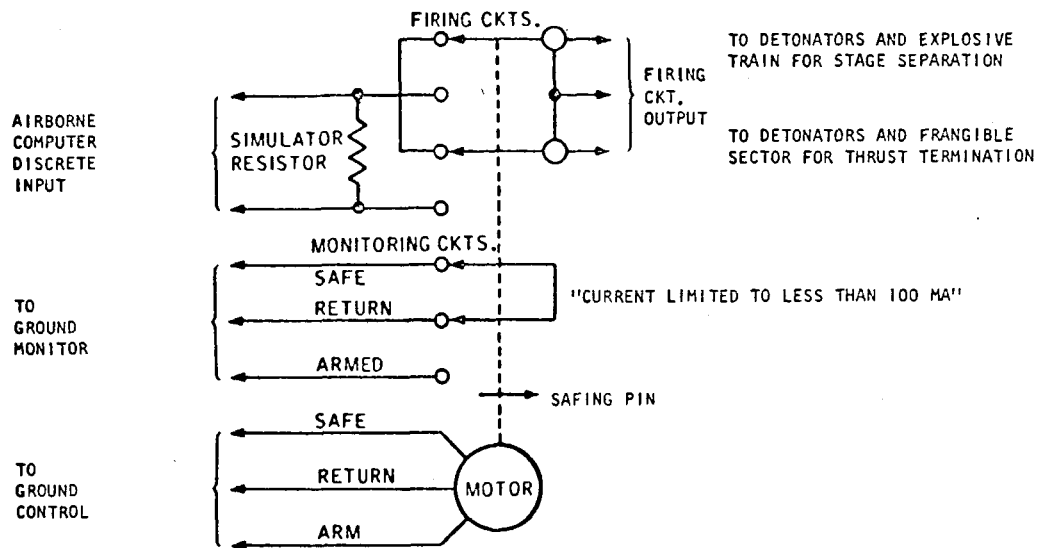 FIRING CKTS.
TO DETONATORS AND EXPLOSIVE
TRAIN FOR STAGE SEPARATION
FIRING
CKT.
OUTPUT
AIRBORNE
COMPUTER
DISCRETE
INPUT
SIMULATOR
RESISTOR
TO DETONATORS AND FRANGIBLE
SECTOR FOR THRUST TERMINATION
MONITORING CKTS.
SAFE
RETURN
ARMED
TO
GROUND
MONITOR
"CURRENT LIMITED TO LESS THAN 100 MA"
SAFING PIN
SAFE
RETURN
ARM
TO
GROUND
CONTROL
MOTOR